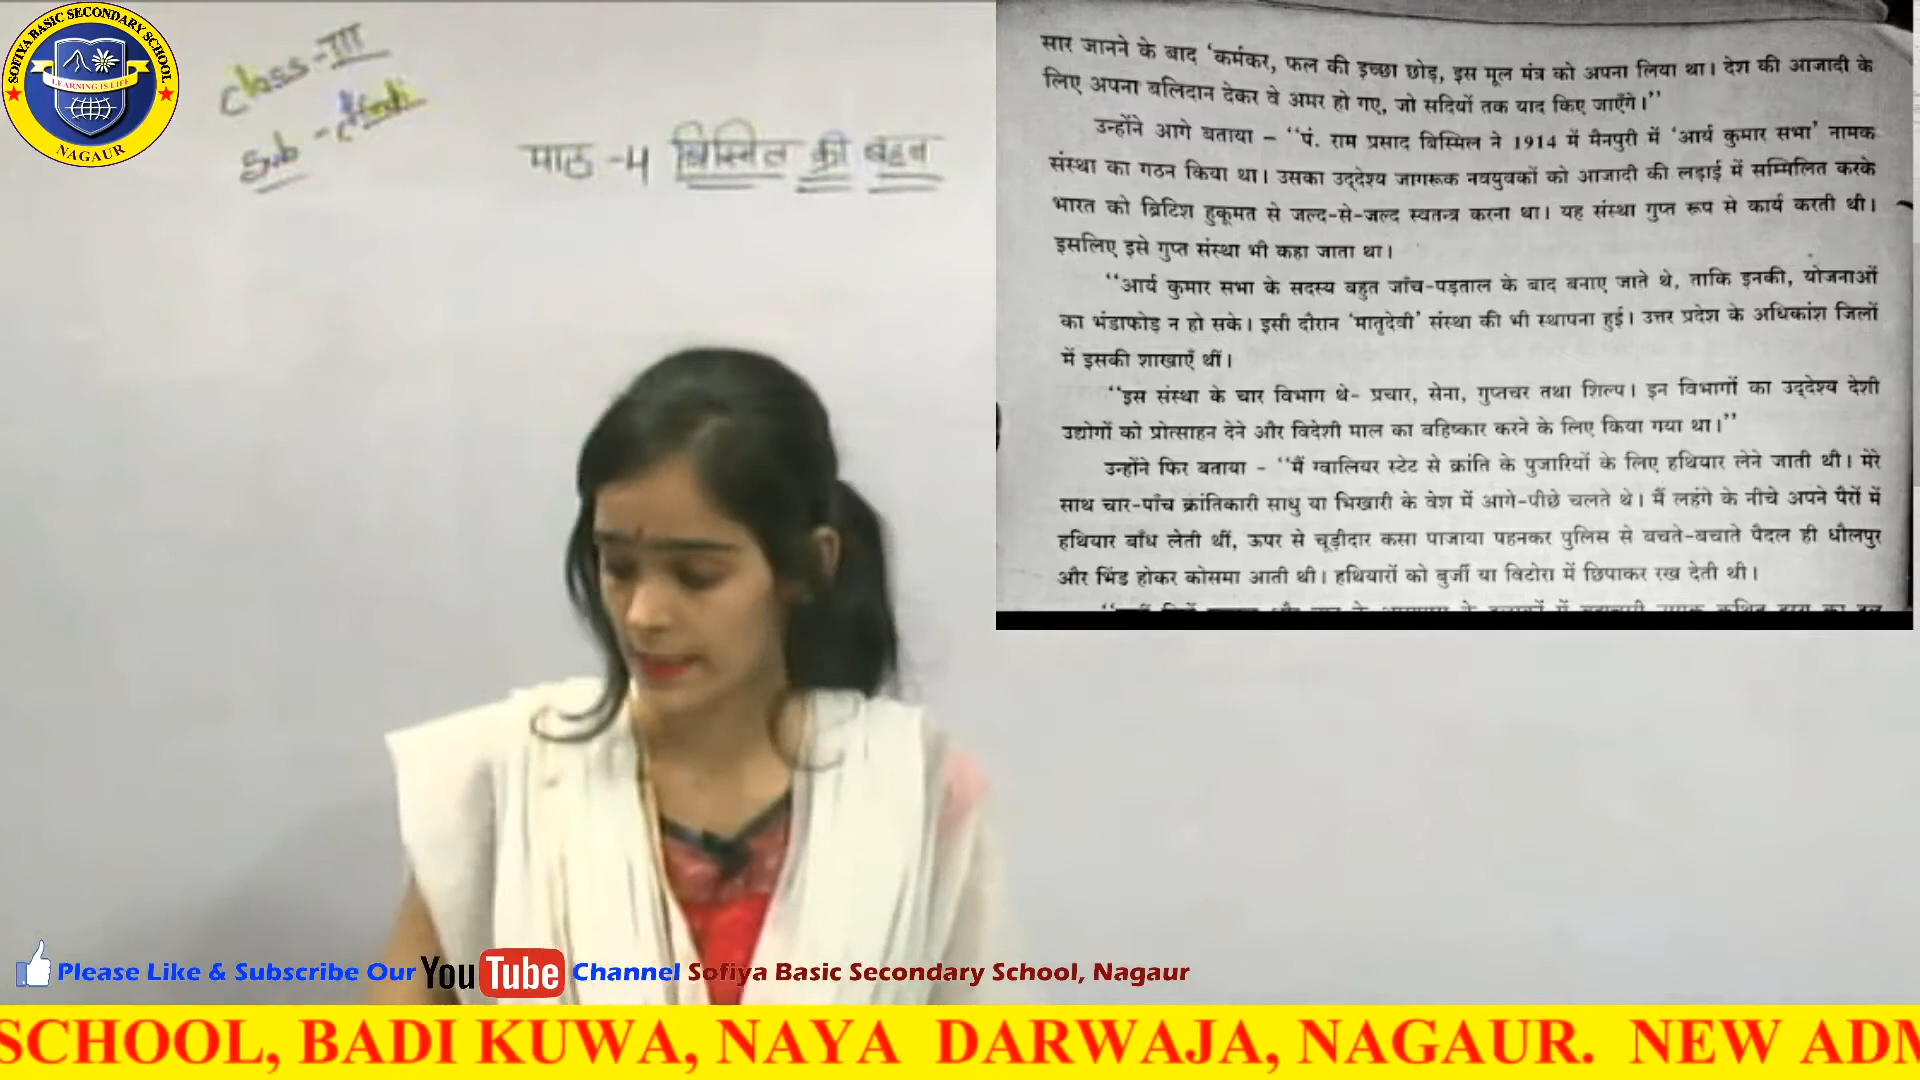 SOFIYA BASIC SECONDARY SCHOOL
LEARNING IS LIFE
NAGAUR
Class-III
Sub - Hindi
पाठ -4 बिस्मिल की बहन
सार जानने के बाद 'कर्मकर, फल की इच्छा छोड़, इस मूल मंत्र को अपना लिया था। देश की आजादी के
लिए अपना बलिदान देकर वे अमर हो गए, जो सदियों तक याद किए जाएँगे।''
उन्होंने आगे बताया – ''पं. राम प्रसाद बिस्मिल ने 1914 में मैनपुरी में 'आर्य कुमार सभा' नामक
संस्था का गठन किया था। उसका उद्देश्य जागरूक नवयुवकों को आजादी की लड़ाई में सम्मिलित करके
भारत को ब्रिटिश हुकूमत से जल्द-से-जल्द स्वतन्त्र करना था। यह संस्था गुप्त रूप से कार्य करती थी।
इसलिए इसे गुप्त संस्था भी कहा जाता था।
''आर्य कुमार सभा के सदस्य बहुत जाँच-पड़ताल के बाद बनाए जाते थे, ताकि इनकी, योजनाओं
का भंडाफोड़ न हो सके। इसी दौरान 'मातृदेवी' संस्था की भी स्थापना हुई। उत्तर प्रदेश के अधिकांश जिलों
में इसकी शाखाएँ थीं।
''इस संस्था के चार विभाग थे- प्रचार, सेना, गुप्तचर तथा शिल्प। इन विभागों का उद्देश्य देशी
उद्योगों को प्रोत्साहन देने और विदेशी माल का बहिष्कार करने के लिए किया गया था।''
उन्होंने फिर बताया - ''मैं ग्वालियर स्टेट से क्रांति के पुजारियों के लिए हथियार लेने जाती थी। मेरे
साथ चार-पाँच क्रांतिकारी साधु या भिखारी के वेश में आगे-पीछे चलते थे। मैं लहंगे के नीचे अपने पैरों में
हथियार बाँध लेती थीं, ऊपर से चूड़ीदार कसा पाजाया पहनकर पुलिस से बचते-बचाते पैदल ही धौलपुर
और भिंड होकर कोसमा आती थी। हथियारों को बुर्जी या विटोरा में छिपाकर रख देती थी।
Please Like & Subscribe Our YouTube Channel Sofiya Basic Secondary School, Nagaur
SCHOOL, BADI KUWA, NAYA DARWAJA, NAGAUR. NEW ADM